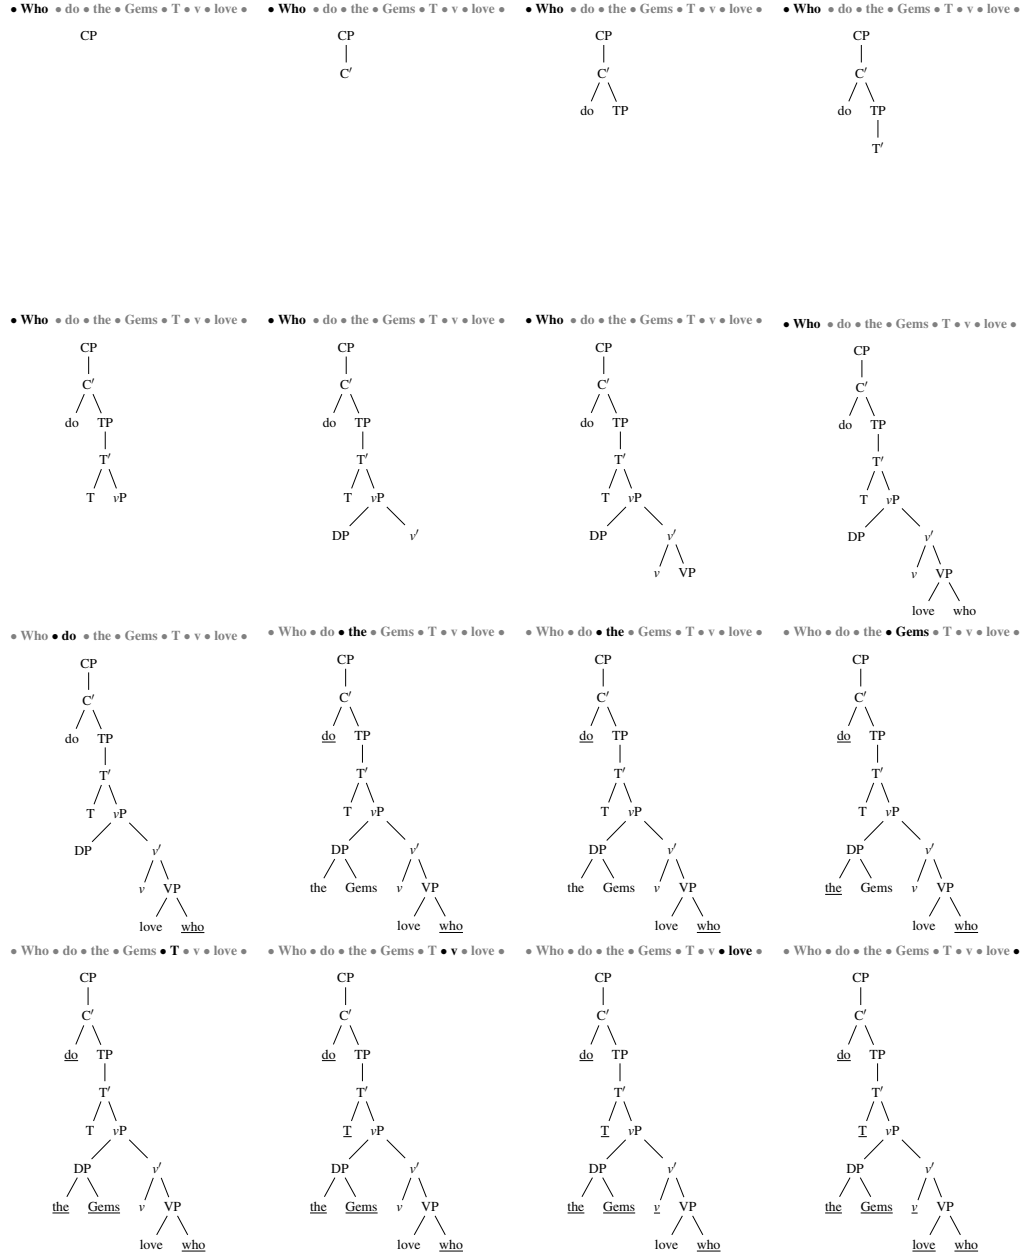 • Who • do • the • Gems • T • v • love •
CP
• Who • do • the • Gems • T • v • love •
CP
C′
• Who • do • the • Gems • T • v • love •
CP
C′
do TP
• Who • do • the • Gems • T • v • love •
CP
C′
do TP
T′
• Who • do • the • Gems • T • v • love •
CP
C′
do TP
T′
T vP
• Who • do • the • Gems • T • v • love •
CP
C′
do TP
T′
T vP
DP v′
• Who • do • the • Gems • T • v • love •
CP
C′
do TP
T′
T vP
DP v′
v VP
• Who • do • the • Gems • T • v • love •
CP
C′
do TP
T′
T vP
DP v′
v VP
love who
• Who • do • the • Gems • T • v • love •
CP
C′
do TP
T′
T vP
DP v′
v VP
love who
• Who • do • the • Gems • T • v • love •
CP
C′
do TP
T′
T vP
DP v′
the Gems v VP
love who
• Who • do • the • Gems • T • v • love •
CP
C′
do TP
T′
T vP
DP v′
the Gems v VP
love who
• Who • do • the • Gems • T • v • love •
CP
C′
do TP
T′
T vP
DP v′
the Gems v VP
love who
• Who • do • the • Gems • T • v • love •
CP
C′
do TP
T′
T vP
DP v′
the Gems v VP
love who
• Who • do • the • Gems • T • v • love •
CP
C′
do TP
T′
T vP
DP v′
the Gems v VP
love who
• Who • do • the • Gems • T • v • love •
CP
C′
do TP
T′
T vP
DP v′
the Gems v VP
love who
• Who • do • the • Gems • T • v • love •
CP
C′
do TP
T′
T vP
DP v′
the Gems v VP
love who